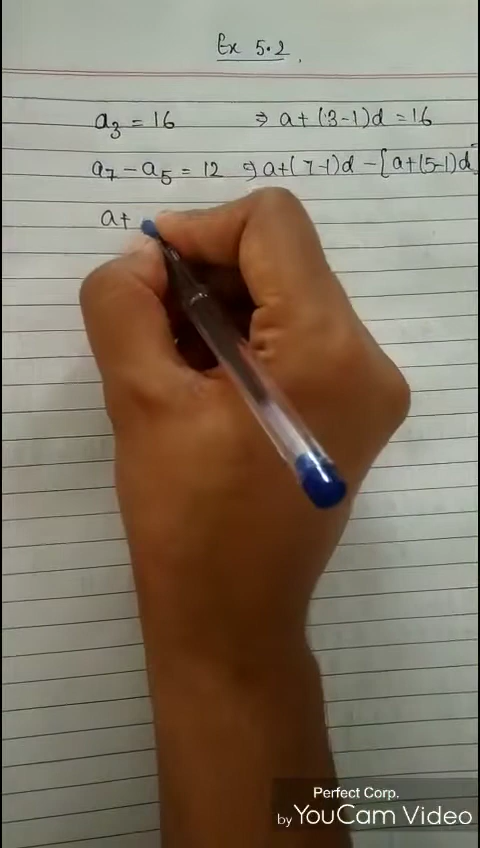 Ex 5.2.
a₃ = 16 ⇒ a+(3-1)d = 16
a₇ - a₅ = 12 ⇒ a+(7-1)d - [a+(5-1)d]
a+
Perfect Corp.
by YouCam Video